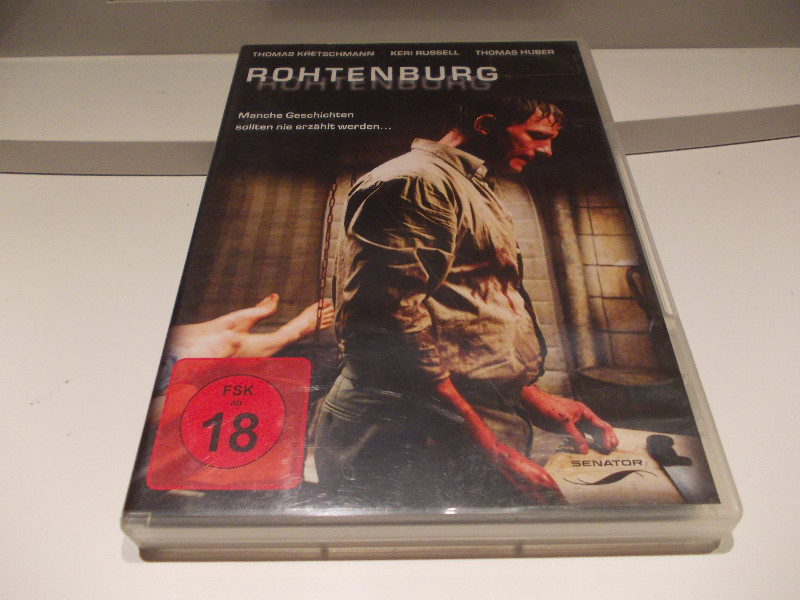 THOMAS KRETSCHMANN KERI RUSSELL THOMAS HUBER
ROHTENBURG
Manche Geschichten
sollten nie erzählt werden...
FSK
ab
18
SENATOR